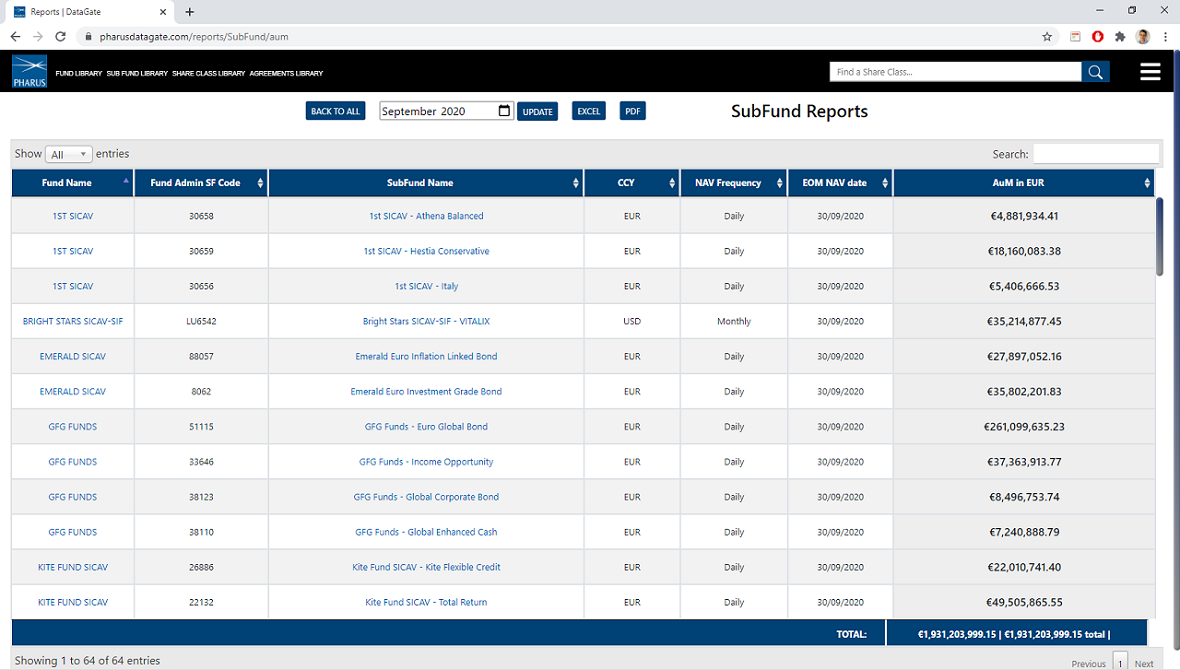 Reports | DataGate
pharusdatagate.com/reports/SubFund/aum
PHARUS
FUND LIBRARY SUB FUND LIBRARY SHARE CLASS LIBRARY AGREEMENTS LIBRARY
Find a Share Class...
BACK TO ALL September 2020 UPDATE EXCEL PDF SubFund Reports
Show All entries Search:
Fund Name Fund Admin SF Code SubFund Name CCY NAV Frequency EOM NAV date AuM in EUR
1ST SICAV 30658 1st SICAV - Athena Balanced EUR Daily 30/09/2020 €4,881,934.41
1ST SICAV 30659 1st SICAV - Hestia Conservative EUR Daily 30/09/2020 €18,160,083.38
1ST SICAV 30656 1st SICAV - Italy EUR Daily 30/09/2020 €5,406,666.53
BRIGHT STARS SICAV-SIF LU6542 Bright Stars SICAV-SIF - VITALIX USD Monthly 30/09/2020 €35,214,877.45
EMERALD SICAV 88057 Emerald Euro Inflation Linked Bond EUR Daily 30/09/2020 €27,897,052.16
EMERALD SICAV 8062 Emerald Euro Investment Grade Bond EUR Daily 30/09/2020 €35,802,201.83
GFG FUNDS 51115 GFG Funds - Euro Global Bond EUR Daily 30/09/2020 €261,099,635.23
GFG FUNDS 33646 GFG Funds - Income Opportunity EUR Daily 30/09/2020 €37,363,913.77
GFG FUNDS 38123 GFG Funds - Global Corporate Bond EUR Daily 30/09/2020 €8,496,753.74
GFG FUNDS 38110 GFG Funds - Global Enhanced Cash EUR Daily 30/09/2020 €7,240,888.79
KITE FUND SICAV 26886 Kite Fund SICAV - Kite Flexible Credit EUR Daily 30/09/2020 €22,010,741.40
KITE FUND SICAV 22132 Kite Fund SICAV - Total Return EUR Daily 30/09/2020 €49,505,865.55
TOTAL: €1,931,203,999.15 | €1,931,203,999.15 total |
Showing 1 to 64 of 64 entries
Previous 1 Next